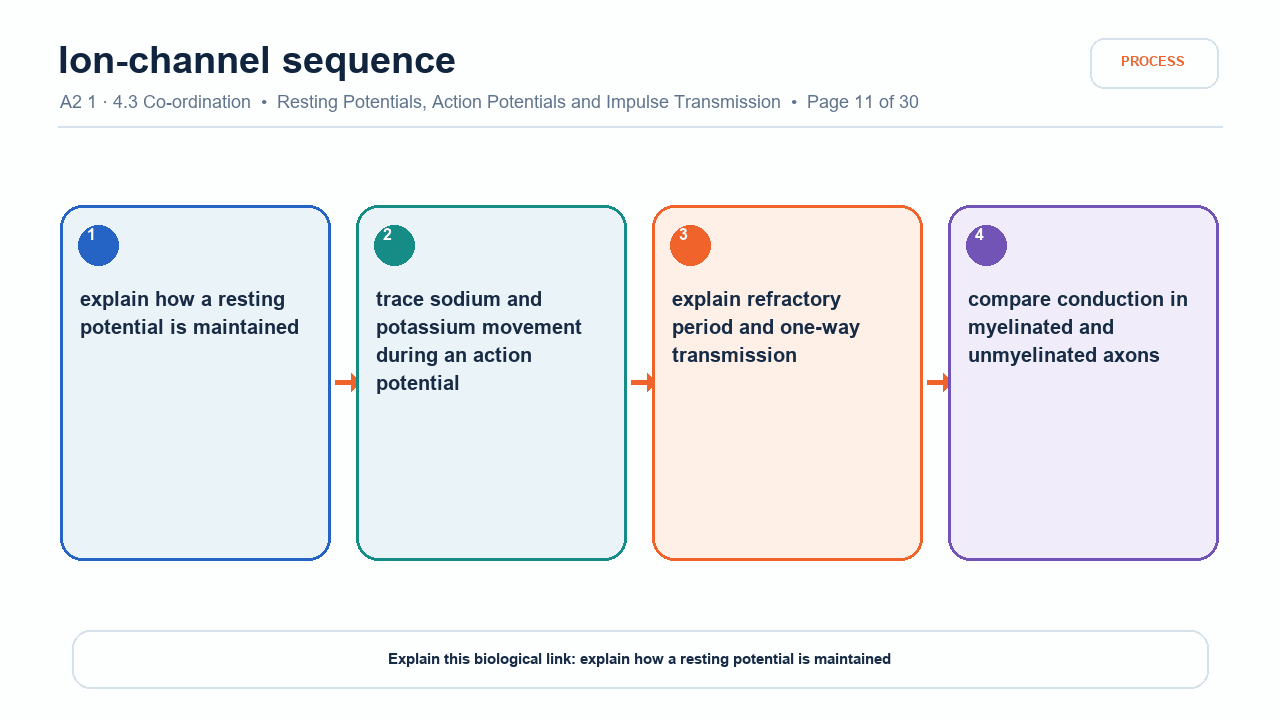 Ion-channel sequence
PROCESS
A2 1 · 4.3 Co-ordination • Resting Potentials, Action Potentials and Impulse Transmission • Page 11 of 30
1
explain how a resting
potential is maintained
2
trace sodium and
potassium movement
during an action
potential
3
explain refractory
period and one-way
transmission
4
compare conduction in
myelinated and
unmyelinated axons
Explain this biological link: explain how a resting potential is maintained